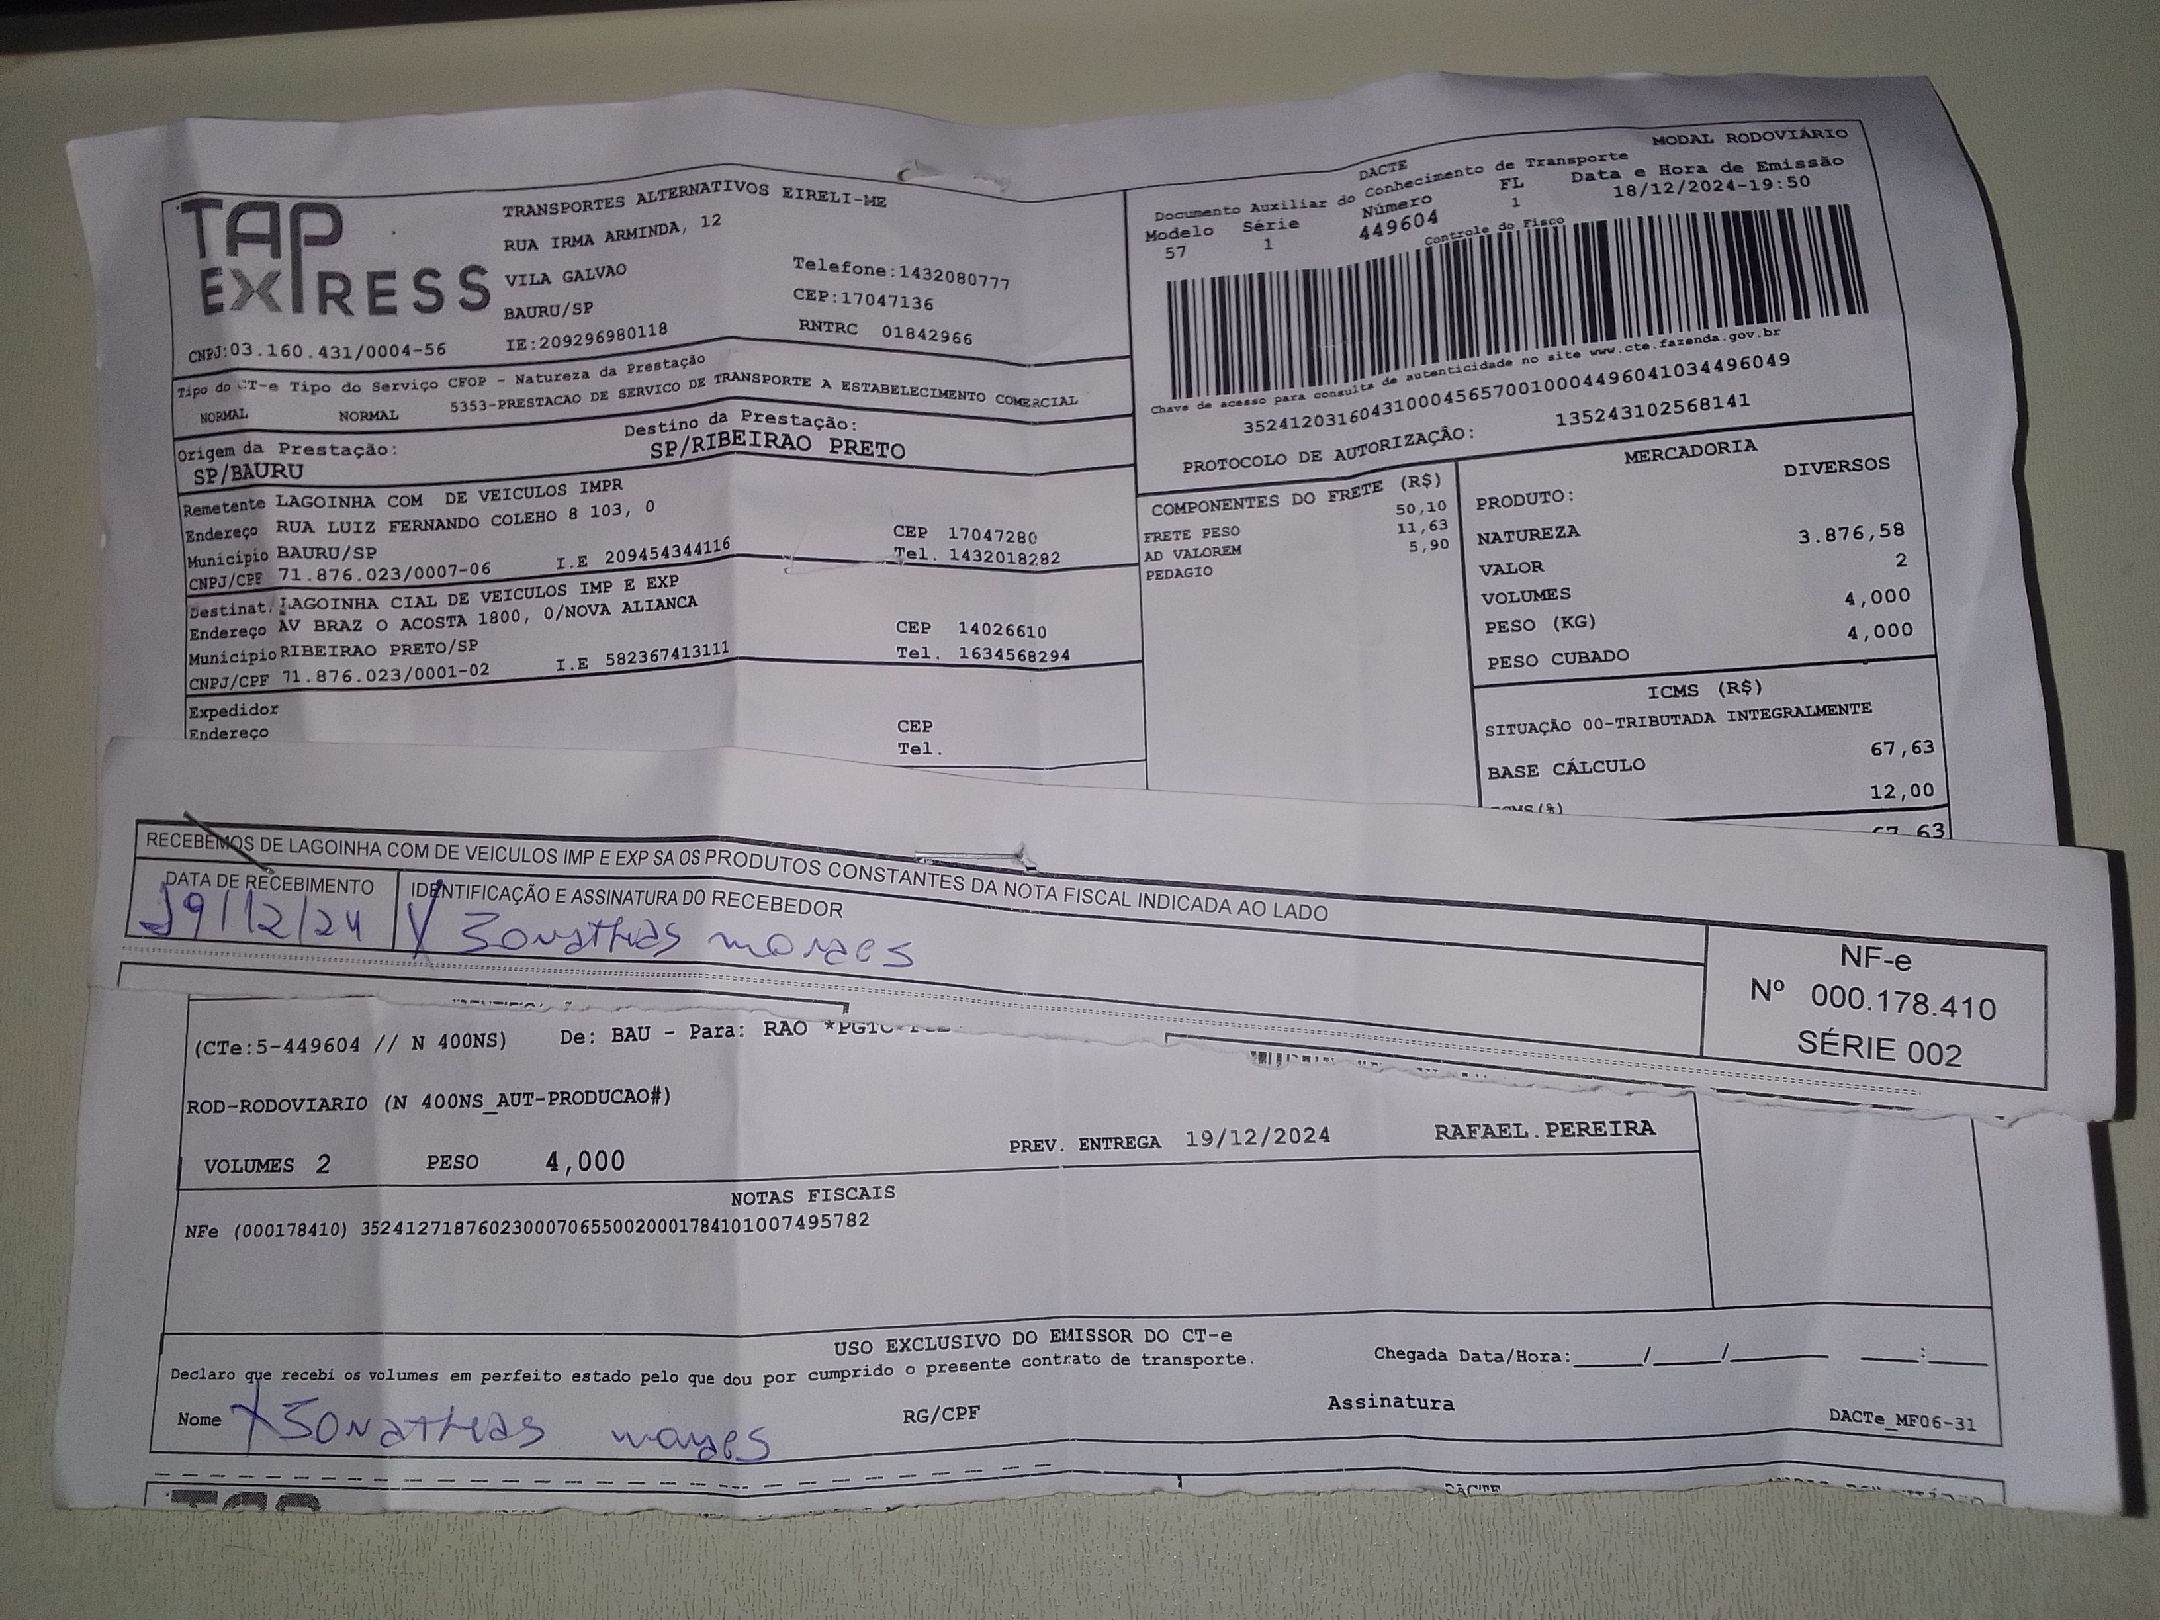 TAP EXPRESS
TRANSPORTES ALTERNATIVOS EIRELI-ME
RUA IRMA ARMINDA, 12
VILA GALVAO
Telefone:1432080777
BAURU/SP
CEP:17047136
IE:209296980118
RNTRC 01842966
CNPJ:03.160.431/0004-56
MODAL RODOVIÁRIO
DACTE
Documento Auxiliar do Conhecimento de Transporte
Modelo Série Número FL Data e Hora de Emissão
57 1 449604 1 18/12/2024-19:50
Controle do Fisco
Chave de acesso para consulta de autenticidade no site www.cte.fazenda.gov.br
35241203160431000456570010004496041034496049
PROTOCOLO DE AUTORIZAÇÃO: 135243102568141
Tipo do CT-e Tipo do Serviço CFOP - Natureza da Prestação
NORMAL NORMAL 5353-PRESTACAO DE SERVICO DE TRANSPORTE A ESTABELECIMENTO COMERCIAL
Origem da Prestação: Destino da Prestação:
SP/BAURU SP/RIBEIRAO PRETO
Remetente LAGOINHA COM DE VEICULOS IMPR
Endereço RUA LUIZ FERNANDO COLEHO 8 103, 0 CEP 17047280
Município BAURU/SP Tel. 1432018282
CNPJ/CPF 71.876.023/0007-06 I.E 209454344116
Destinat. LAGOINHA CIAL DE VEICULOS IMP E EXP
Endereço AV BRAZ O ACOSTA 1800, 0/NOVA ALIANCA CEP 14026610
Município RIBEIRAO PRETO/SP Tel. 1634568294
CNPJ/CPF 71.876.023/0001-02 I.E 582367413111
Expedidor CEP
Endereço Tel.
COMPONENTES DO FRETE (R$)
FRETE PESO 50,10
AD VALOREM 11,63
PEDAGIO 5,90
MERCADORIA
PRODUTO: DIVERSOS
NATUREZA
VALOR 3.876,58
VOLUMES 2
PESO (KG) 4,000
PESO CUBADO 4,000
ICMS (R$)
SITUAÇÃO 00-TRIBUTADA INTEGRALMENTE
BASE CÁLCULO 67,63
ICMS(%) 12,00
67,63
RECEBEMOS DE LAGOINHA COM DE VEICULOS IMP E EXP SA OS PRODUTOS CONSTANTES DA NOTA FISCAL INDICADA AO LADO
DATA DE RECEBIMENTO IDENTIFICAÇÃO E ASSINATURA DO RECEBEDOR
19/12/24 X Jonathas moraes
NF-e
Nº 000.178.410
SÉRIE 002
(CTe:5-449604 // N 400NS) De: BAU - Para: RAO
ROD-RODOVIARIO (N 400NS_AUT-PRODUCAO#)
VOLUMES 2 PESO 4,000 PREV. ENTREGA 19/12/2024 RAFAEL.PEREIRA
NOTAS FISCAIS
NFe (000178410) 35241271876023000706550020001784101007495782
USO EXCLUSIVO DO EMISSOR DO CT-e
Declaro que recebi os volumes em perfeito estado pelo que dou por cumprido o presente contrato de transporte. Chegada Data/Hora:____/____/______ ____:____
Nome X Jonathas moraes RG/CPF Assinatura DACTe_MF06-31